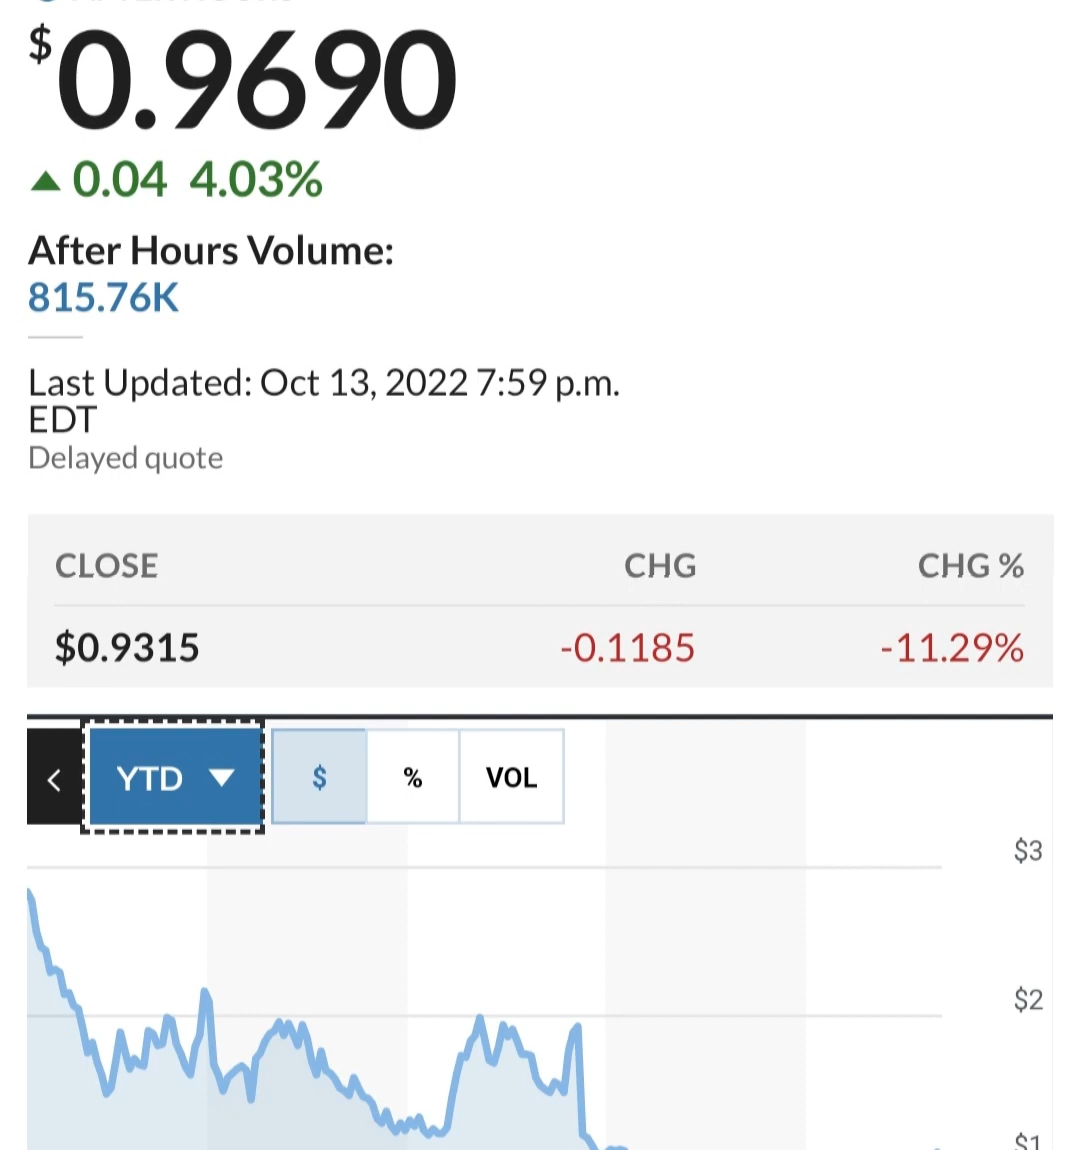 $0.9690
0.04 4.03%
After Hours Volume:
815.76K
Last Updated: Oct 13, 2022 7:59 p.m.
EDT
Delayed quote
CLOSE CHG CHG %
$0.9315 -0.1185 -11.29%
< YTD ▼ $ % VOL
$3
$2
$1